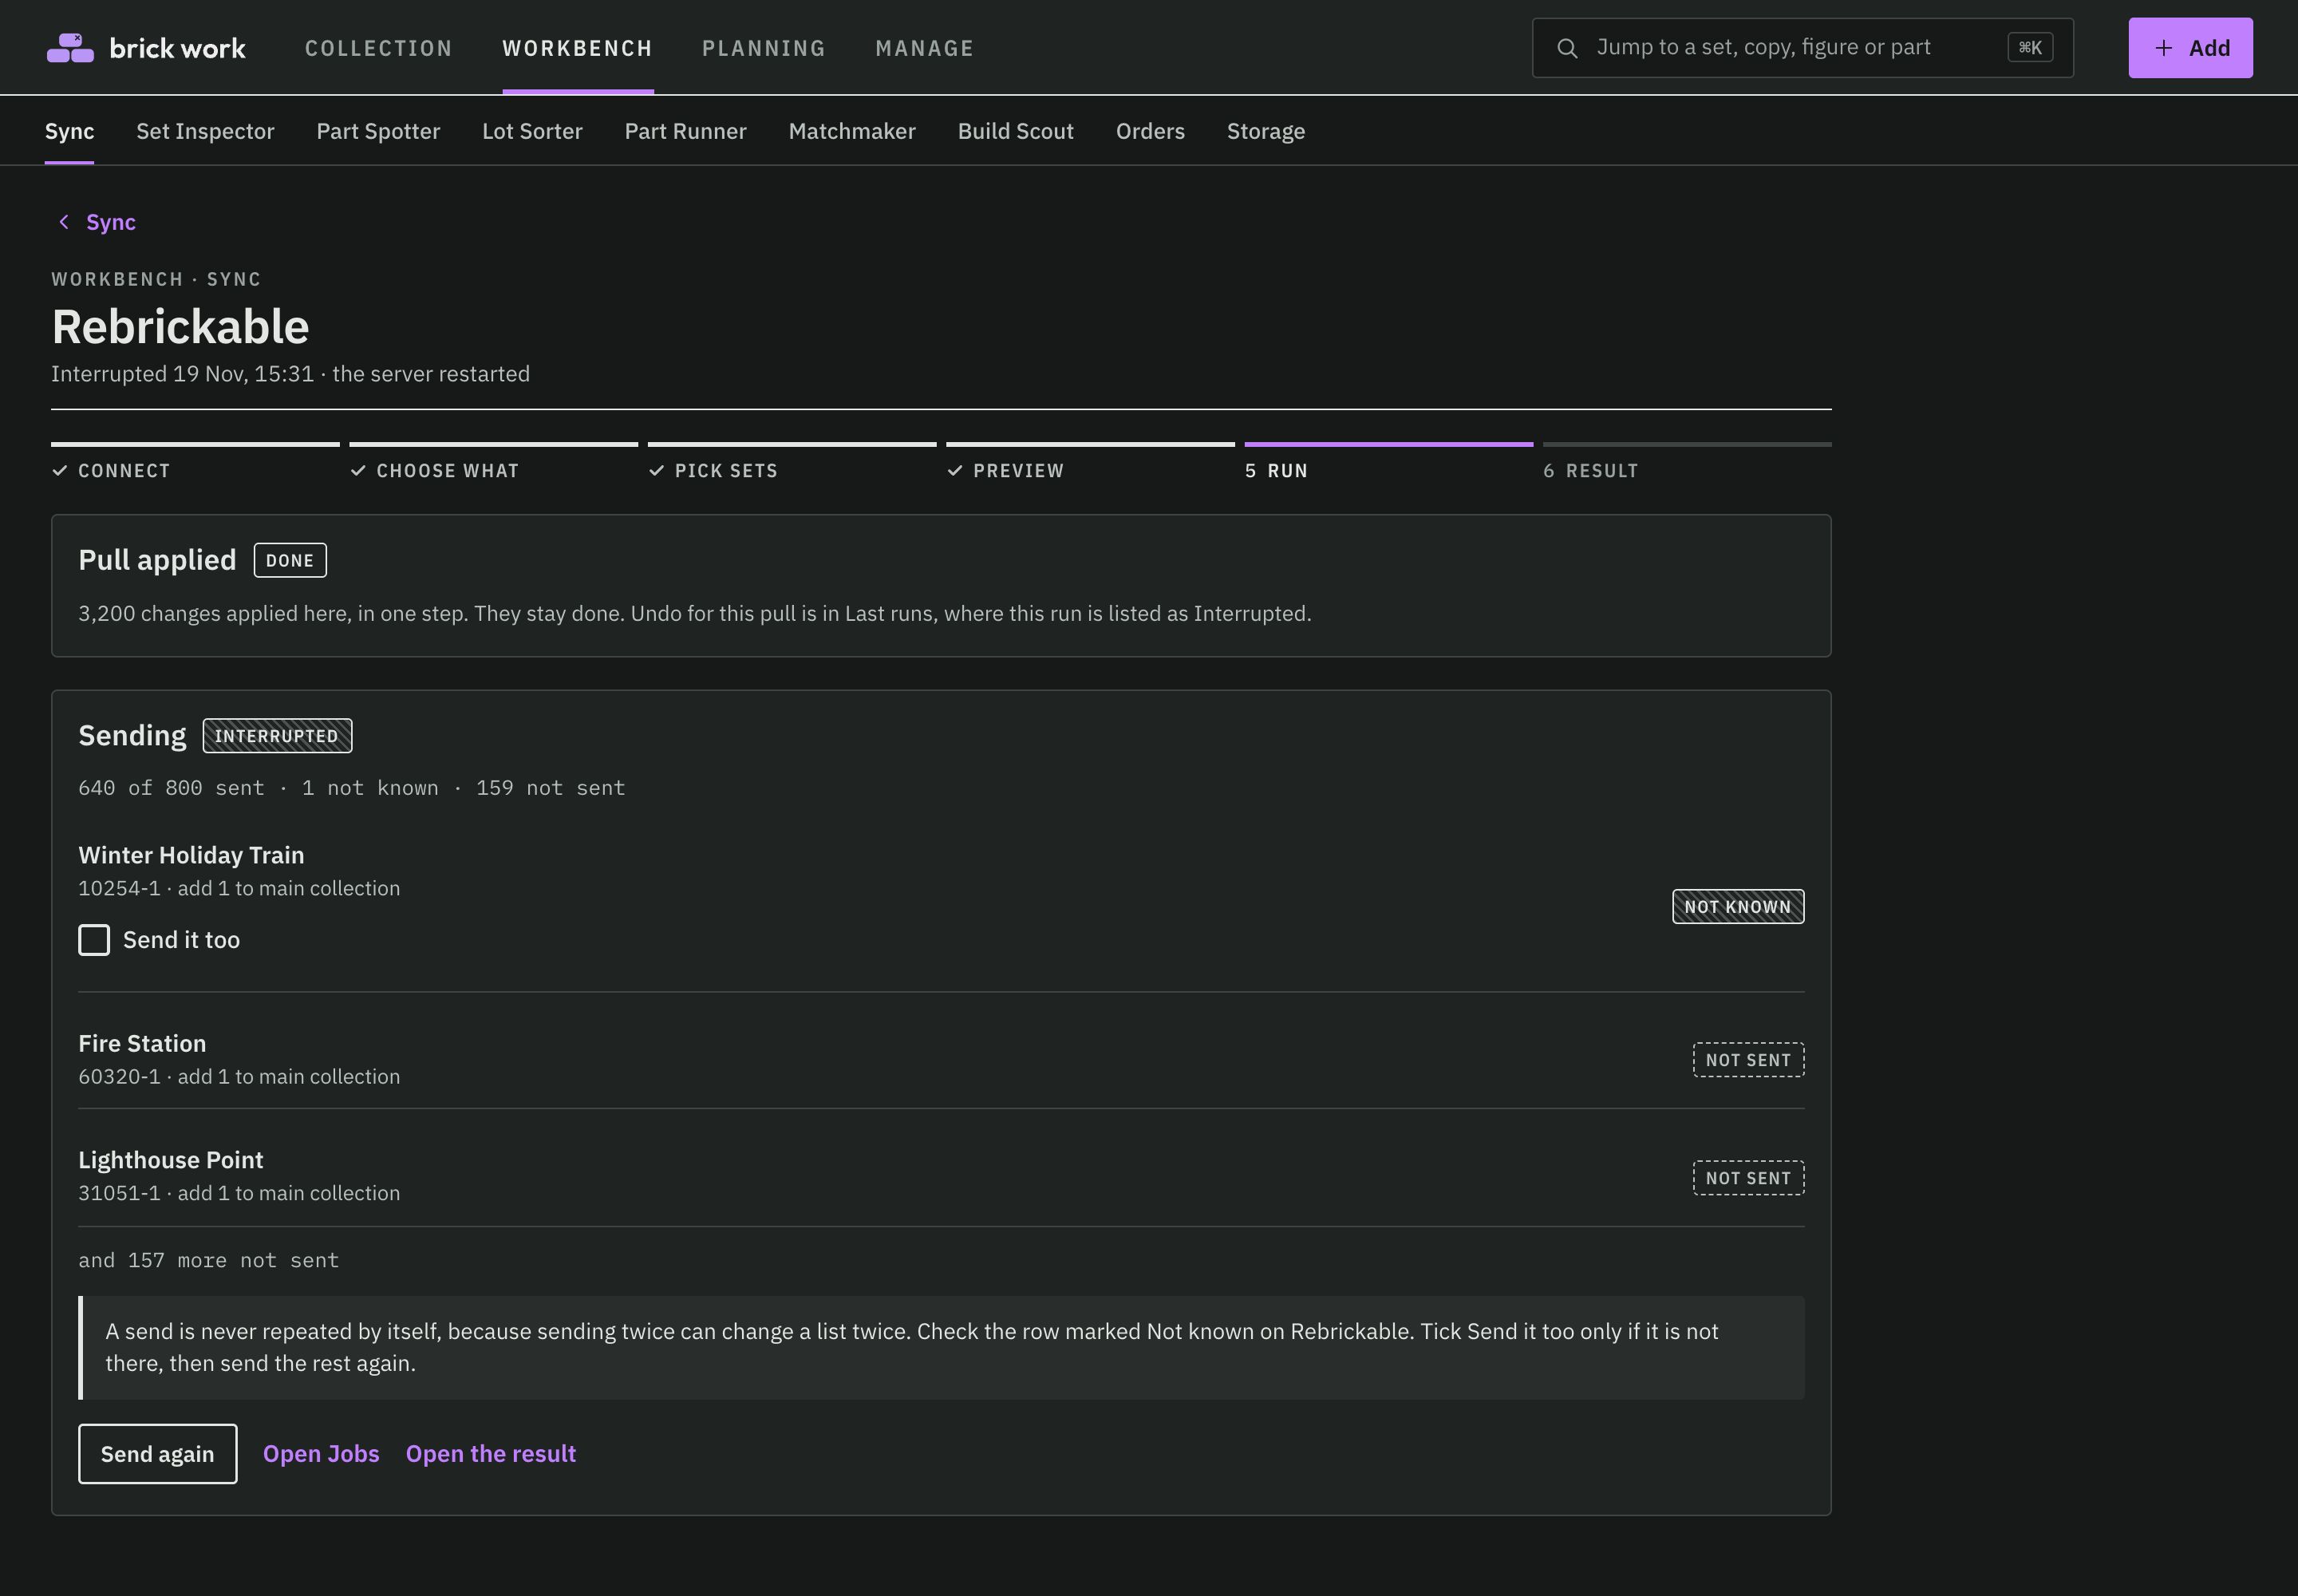 brick work
COLLECTION
WORKBENCH
PLANNING
MANAGE
Jump to a set, copy, figure or part
⌘K
+ Add
Sync
Set Inspector
Part Spotter
Lot Sorter
Part Runner
Matchmaker
Build Scout
Orders
Storage
Sync
WORKBENCH · SYNC
Rebrickable
Interrupted 19 Nov, 15:31 · the server restarted
CONNECT
CHOOSE WHAT
PICK SETS
PREVIEW
5 RUN
6 RESULT
Pull applied
DONE
3,200 changes applied here, in one step. They stay done. Undo for this pull is in Last runs, where this run is listed as Interrupted.
Sending
INTERRUPTED
640 of 800 sent · 1 not known · 159 not sent
Winter Holiday Train
10254-1 · add 1 to main collection
NOT KNOWN
Send it too
Fire Station
60320-1 · add 1 to main collection
NOT SENT
Lighthouse Point
31051-1 · add 1 to main collection
NOT SENT
and 157 more not sent
A send is never repeated by itself, because sending twice can change a list twice. Check the row marked Not known on Rebrickable. Tick Send it too only if it is not
there, then send the rest again.
Send again
Open Jobs
Open the result